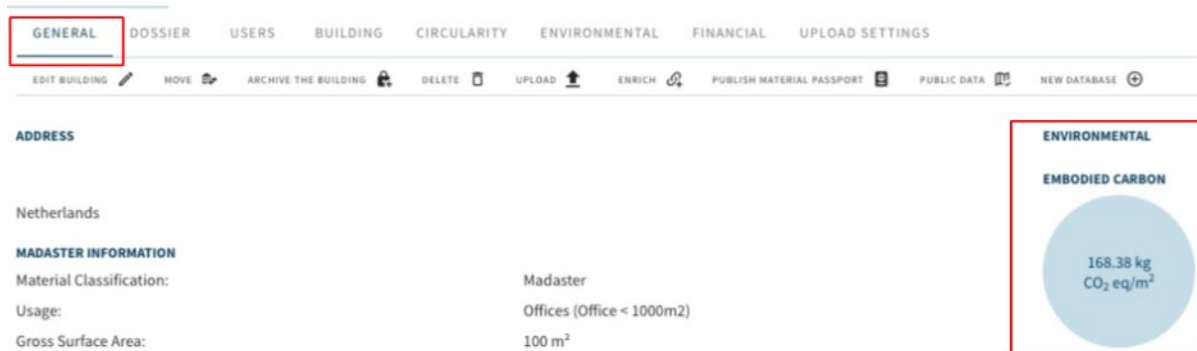 GENERAL DOSSIER USERS BUILDING CIRCULARITY ENVIRONMENTAL FINANCIAL UPLOAD SETTINGS
EDIT BUILDING MOVE ARCHIVE THE BUILDING DELETE UPLOAD ENRICH PUBLISH MATERIAL PASSPORT PUBLIC DATA NEW DATABASE
ADDRESS
Netherlands
MADASTER INFORMATION
Material Classification: Madaster
Usage: Offices (Office < 1000m2)
Gross Surface Area: 100 m²
ENVIRONMENTAL
EMBODIED CARBON
168.38 kg
CO₂ eq/m²